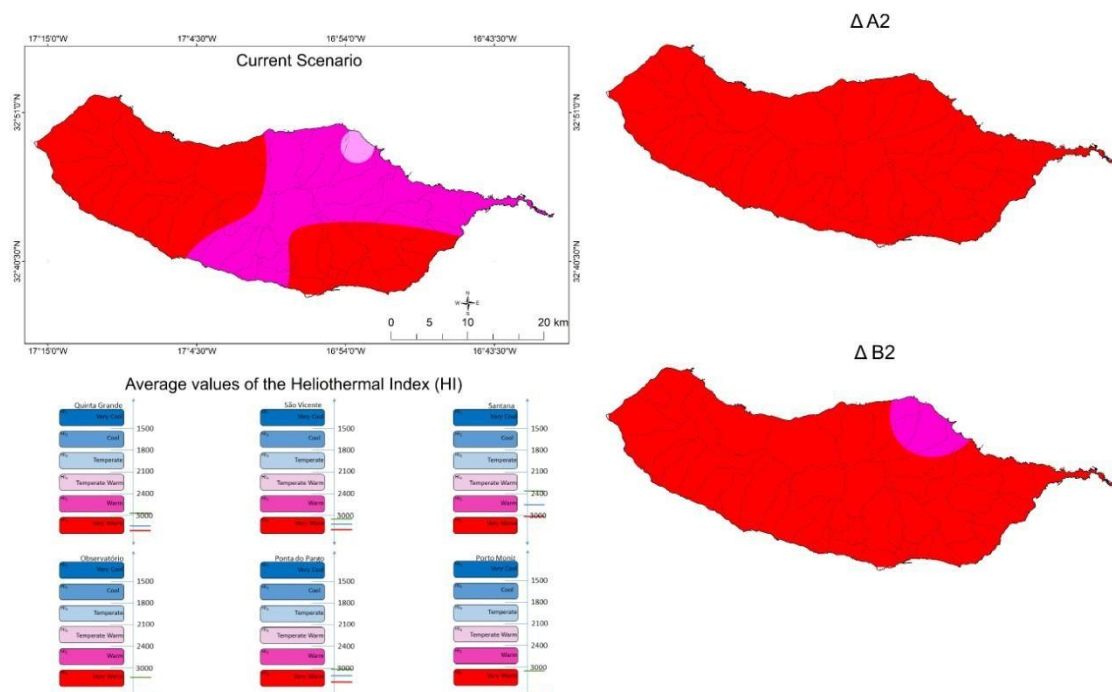 Δ A2
17°15'0"W 17°4'30"W 16°54'0"W 16°43'30"W
Current Scenario
32°51'0"N
32°51'0"N
32°40'30"N
32°40'30"N
N
W E
S
0 5 10 20 km
17°15'0"W 17°4'30"W 16°54'0"W 16°43'30"W
Δ B2
Average values of the Heliothermal Index (HI)
Quinta Grande São Vicente Santana
Very Cool Very Cool Very Cool
1500 1500 1500
Cool Cool Cool
1800 1800 1800
Temperate Temperate Temperate
2100 2100 2100
Temperate Warm Temperate Warm Temperate Warm
2400 2400 2400
Warm Warm Warm
3000 3000 3000
Very Warm Very Warm Very Warm
Observatório Ponta do Pargo Porto Moniz
Very Cool Very Cool Very Cool
1500 1500 1500
Cool Cool Cool
1800 1800 1800
Temperate Temperate Temperate
2100 2100 2100
Temperate Warm Temperate Warm Temperate Warm
2400 2400 2400
Warm Warm Warm
3000 3000 3000
Very Warm Very Warm Very Warm